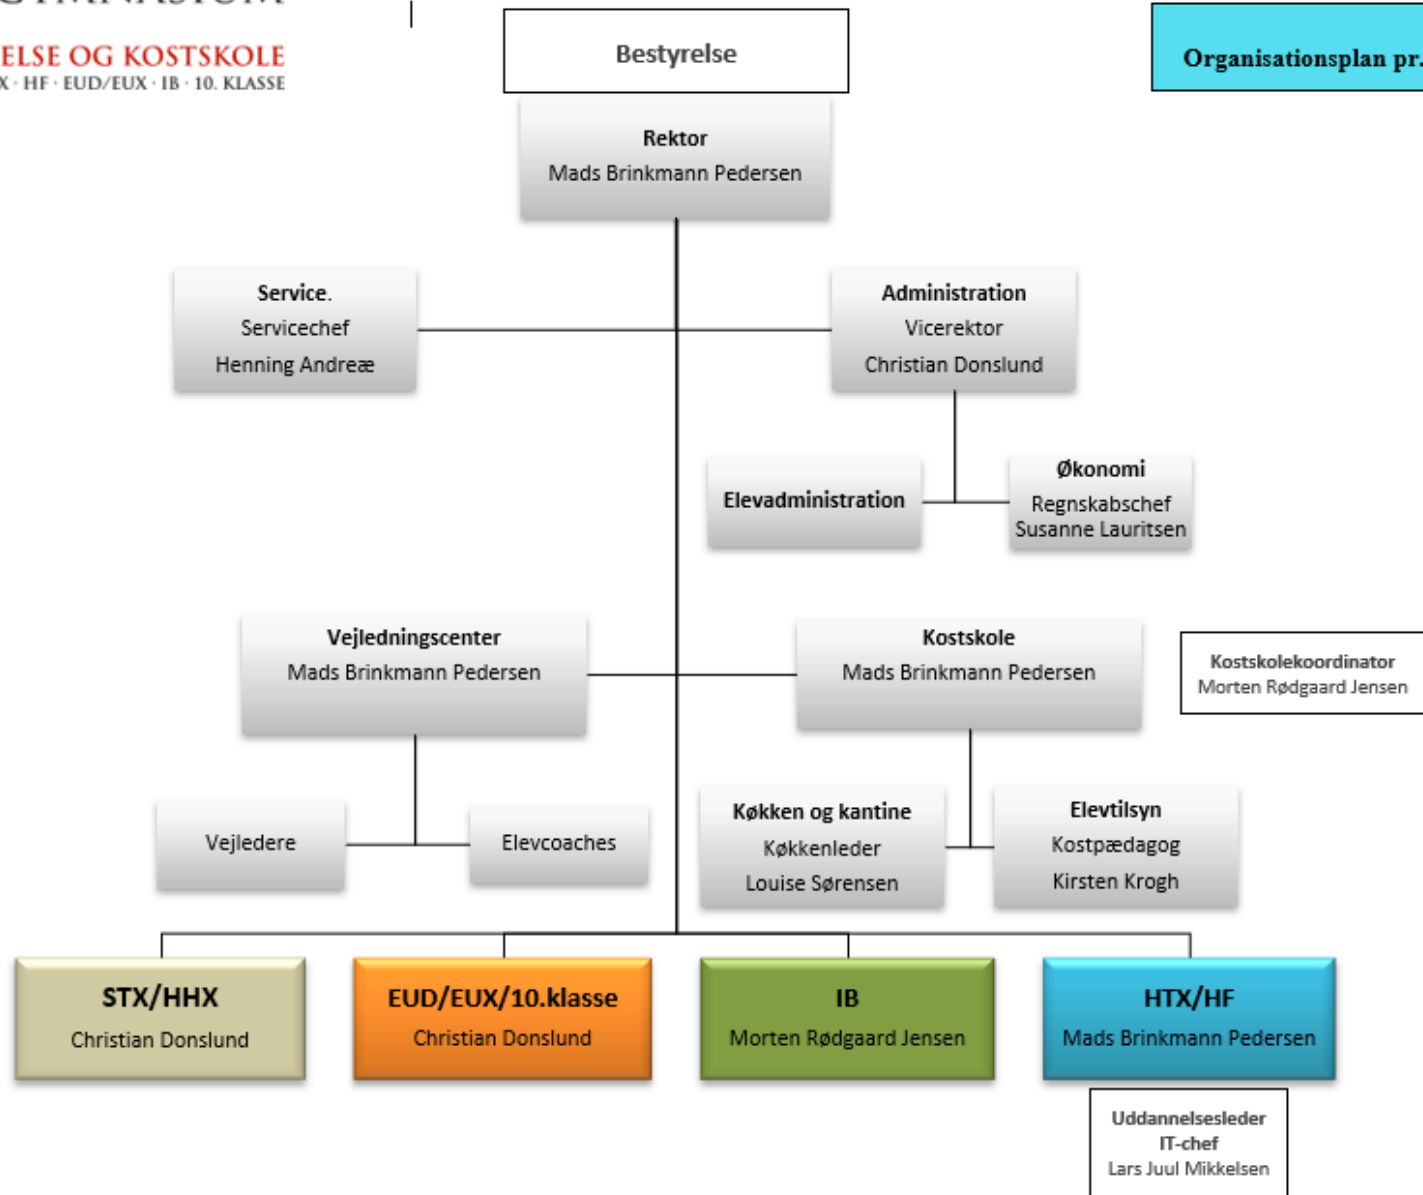 GYMNASIUM
ELSE OG KOSTSKOLE
X · HF · EUD/EUX · IB · 10. KLASSE
Bestyrelse
Organisationsplan pr.
Rektor
Mads Brinkmann Pedersen
Service.
Servicechef
Henning Andreæ
Administration
Vicerektor
Christian Donslund
Elevadministration
Økonomi
Regnskabschef
Susanne Lauritsen
Vejledningscenter
Mads Brinkmann Pedersen
Kostskole
Mads Brinkmann Pedersen
Kostskolekoordinator
Morten Rødgaard Jensen
Vejledere
Elevcoaches
Køkken og kantine
Køkkenleder
Louise Sørensen
Elevtilsyn
Kostpædagog
Kirsten Krogh
STX/HHX
Christian Donslund
EUD/EUX/10.klasse
Christian Donslund
IB
Morten Rødgaard Jensen
HTX/HF
Mads Brinkmann Pedersen
Uddannelsesleder
IT-chef
Lars Juul Mikkelsen